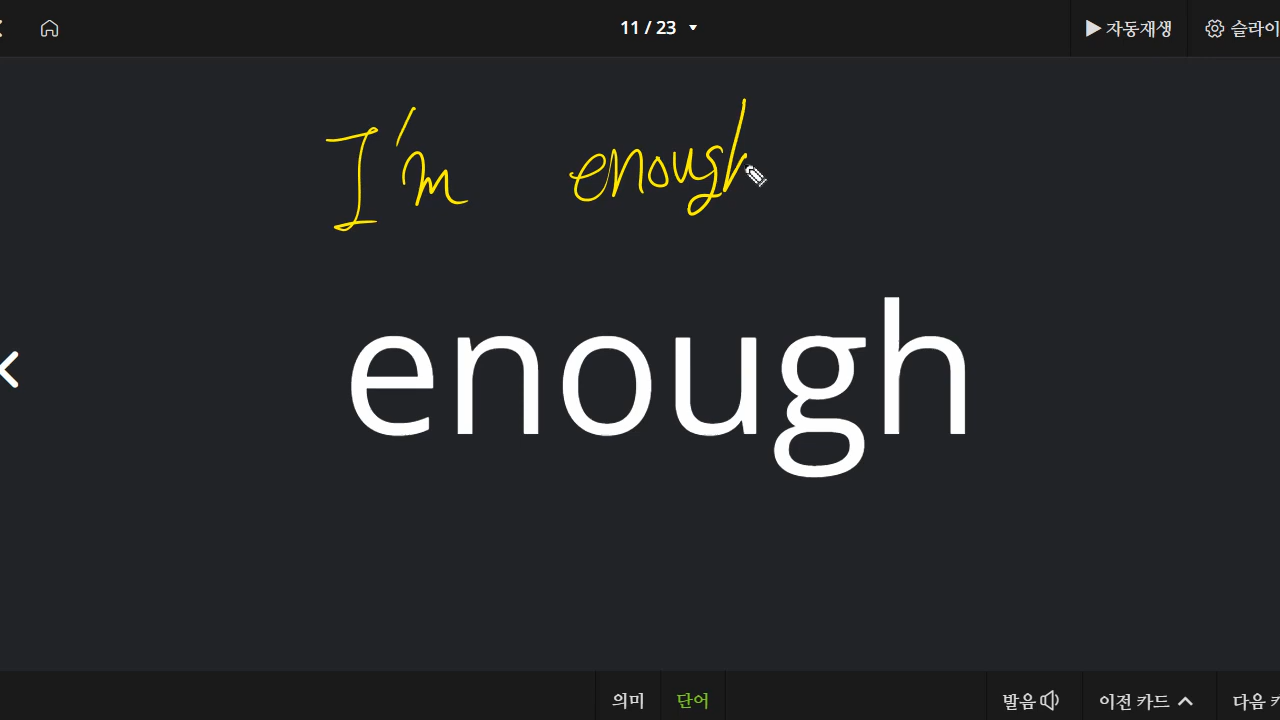 11 / 23
자동재생
슬라이
I'm enough
enough
의미
단어
발음
이전 카드
다음